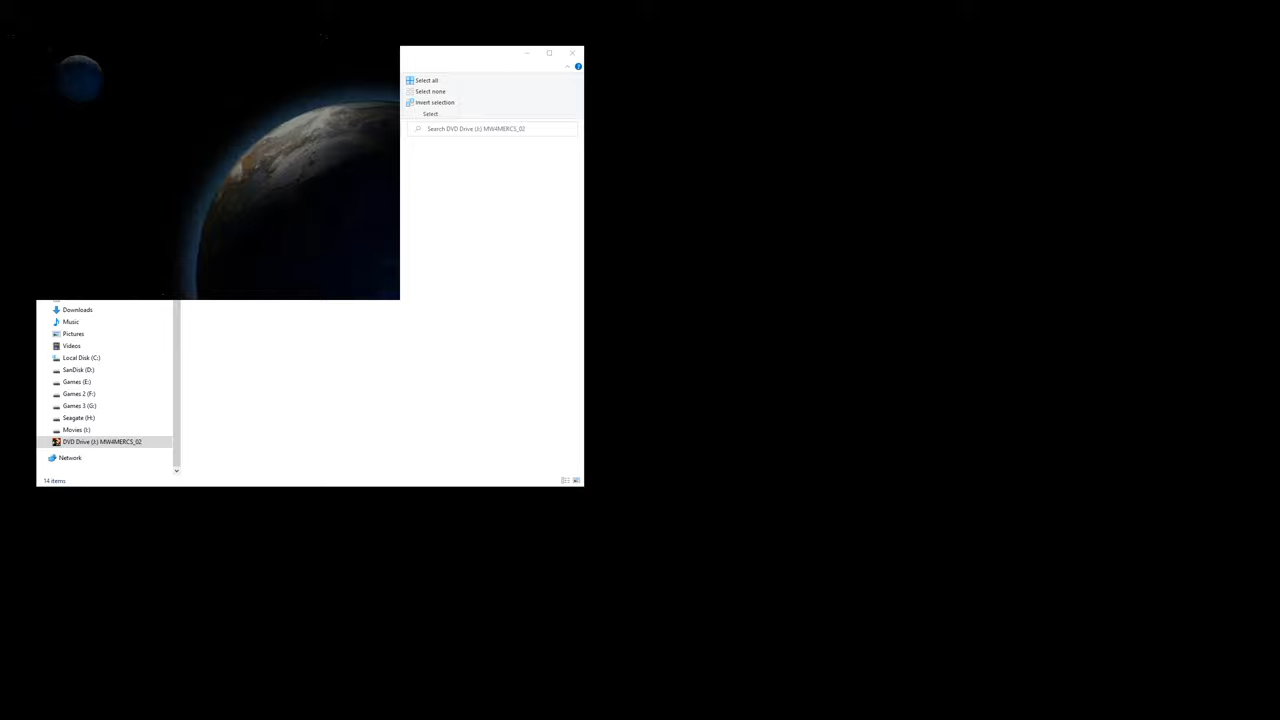 Select all
Select none
Invert selection
Select
Search DVD Drive (J:) MW4MERCS_02
Downloads
Music
Pictures
Videos
Local Disk (C:)
SanDisk (D:)
Games (E:)
Games 2 (F:)
Games 3 (G:)
Seagate (H:)
Movies (I:)
DVD Drive (J:) MW4MERCS_02
Network
14 items